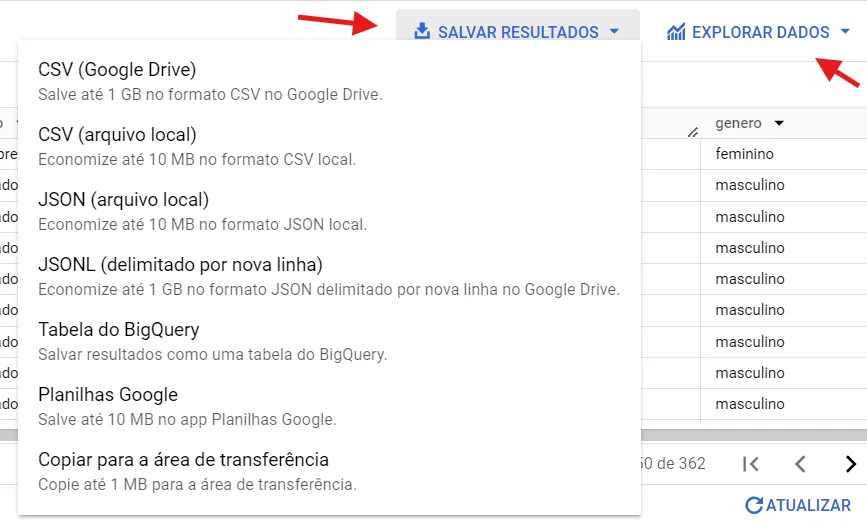 SALVAR RESULTADOS
EXPLORAR DADOS
CSV (Google Drive)
Salve até 1 GB no formato CSV no Google Drive.
CSV (arquivo local)
Economize até 10 MB no formato CSV local.
JSON (arquivo local)
Economize até 10 MB no formato JSON local.
JSONL (delimitado por nova linha)
Economize até 1 GB no formato JSON delimitado por nova linha no Google Drive.
Tabela do BigQuery
Salvar resultados como uma tabela do BigQuery.
Planilhas Google
Salve até 10 MB no app Planilhas Google.
Copiar para a área de transferência
Copie até 1 MB para a área de transferência.
genero
feminino
masculino
masculino
masculino
masculino
masculino
masculino
masculino
masculino
de 362
ATUALIZAR